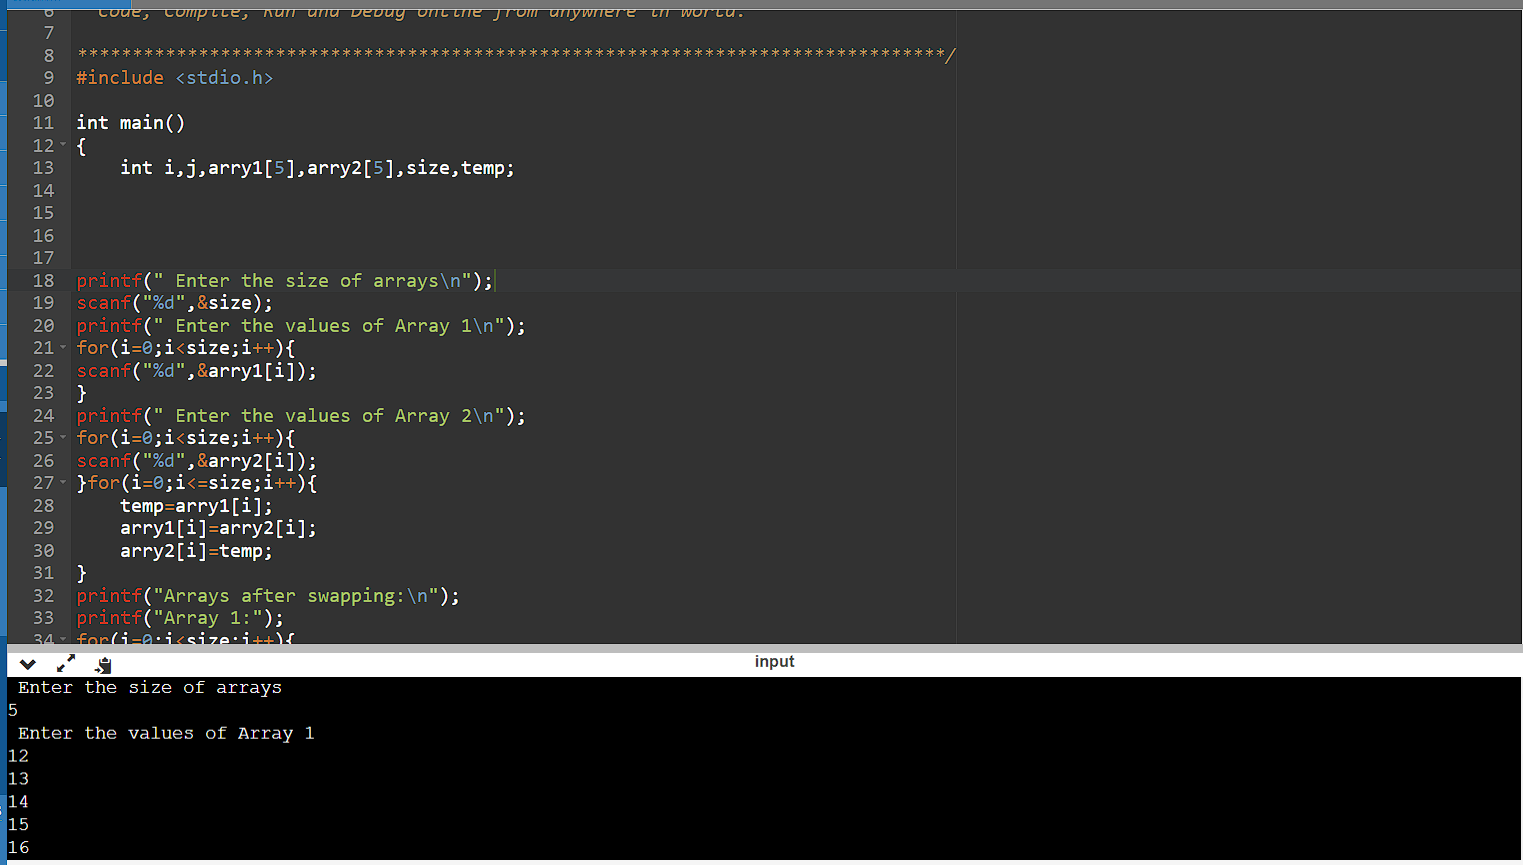 6 Code, Compile, Run and Debug online from anywhere in world.
7
8 *******************************************************************************/
9 #include <stdio.h>
10
11 int main()
12 {
13 int i,j,arry1[5],arry2[5],size,temp;
14
15
16
17
18 printf(" Enter the size of arrays\n");
19 scanf("%d",&size);
20 printf(" Enter the values of Array 1\n");
21 for(i=0;i<size;i++){
22 scanf("%d",&arry1[i]);
23 }
24 printf(" Enter the values of Array 2\n");
25 for(i=0;i<size;i++){
26 scanf("%d",&arry2[i]);
27 }for(i=0;i<=size;i++){
28 temp=arry1[i];
29 arry1[i]=arry2[i];
30 arry2[i]=temp;
31 }
32 printf("Arrays after swapping:\n");
33 printf("Array 1:");
34 for(i=0;i<size;i++){
input
Enter the size of arrays
5
Enter the values of Array 1
12
13
14
15
16